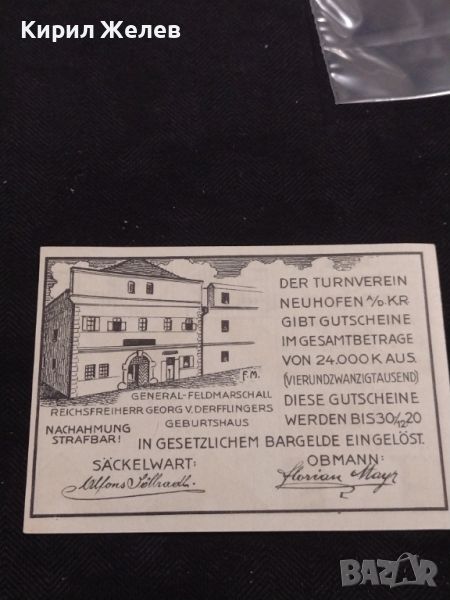 Кирил Желев
DER TURNVEREIN
NEUHOFEN A/D. KR.
GIBT GUTSCHEINE
IM GESAMTBETRAGE
VON 24.000 K AUS.
(VIERUNDZWANZIGTAUSEND)
DIESE GUTSCHEINE
WERDEN BIS 30/12 20
IN GESETZLICHEM BARGELDE EINGELÖST.
F.M.
GENERAL-FELDMARSCHALL
REICHSFREIHERR GEORG V. DERFFLINGERS
GEBURTSHAUS
NACHAHMUNG
STRAFBAR!
SÄCKELWART:
OBMANN:
Alfons
Florian Mayr
BAZAR